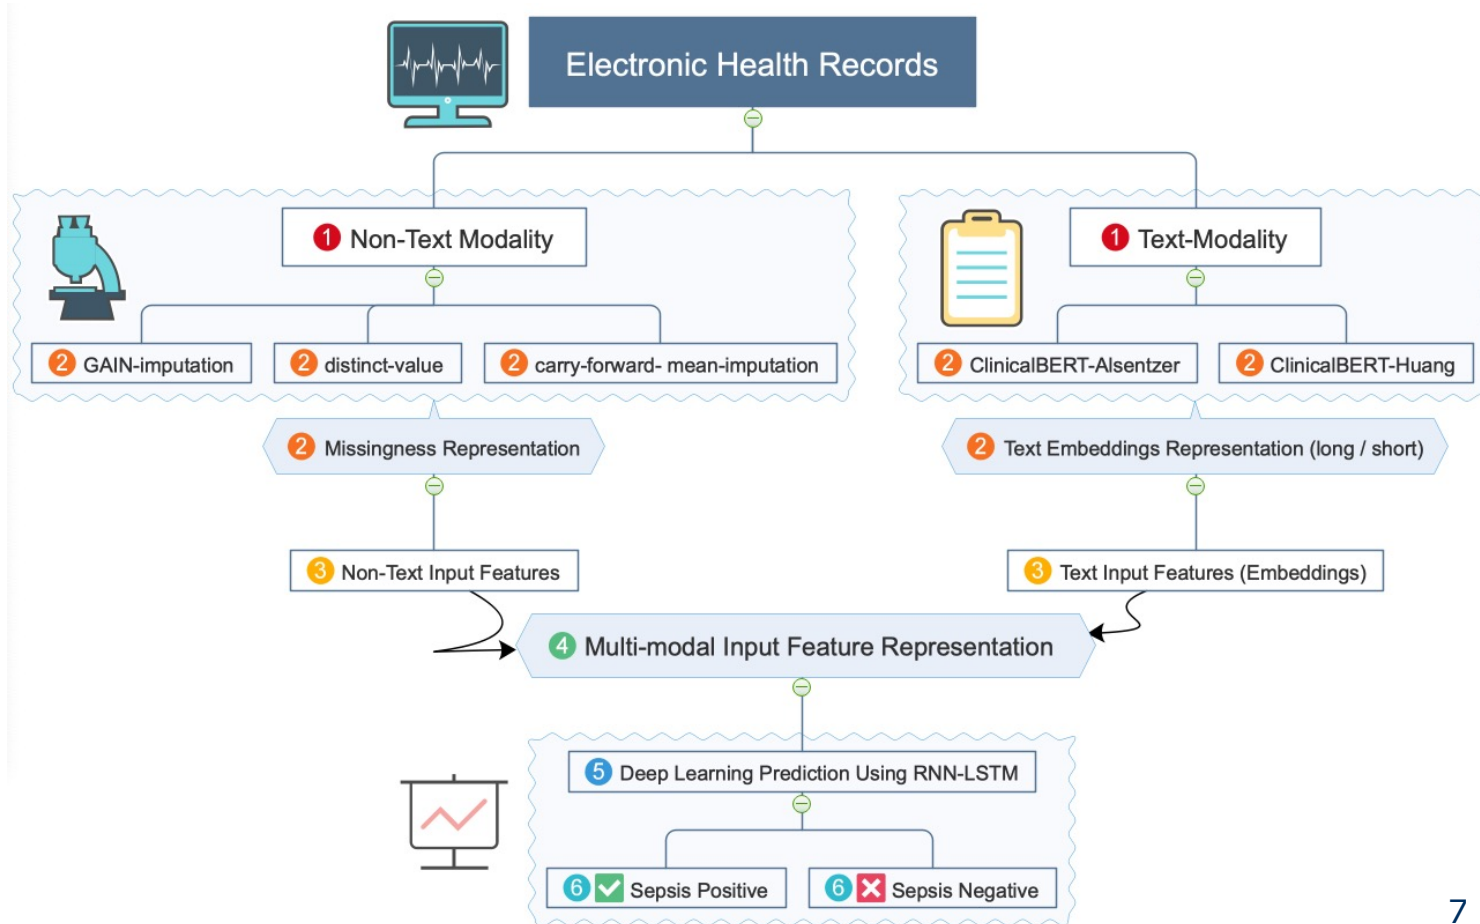 Electronic Health Records
1 Non-Text Modality
1 Text-Modality
2 GAIN-imputation
2 distinct-value
2 carry-forward- mean-imputation
2 ClinicalBERT-Alsentzer
2 ClinicalBERT-Huang
2 Missingness Representation
2 Text Embeddings Representation (long / short)
3 Non-Text Input Features
3 Text Input Features (Embeddings)
4 Multi-modal Input Feature Representation
5 Deep Learning Prediction Using RNN-LSTM
6 Sepsis Positive
6 Sepsis Negative
7